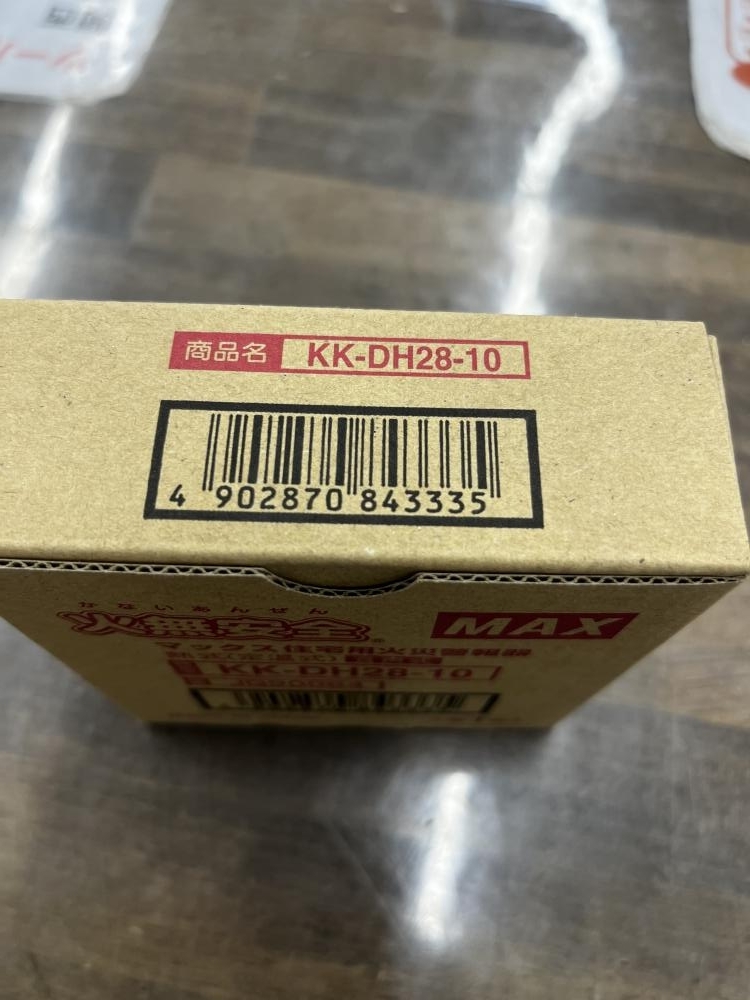 商品名 KK-DH28-10
4 902870 843335
かないあんぜん
火無安全® MAX
マックス住宅用火災警報器
KK-DH28-10